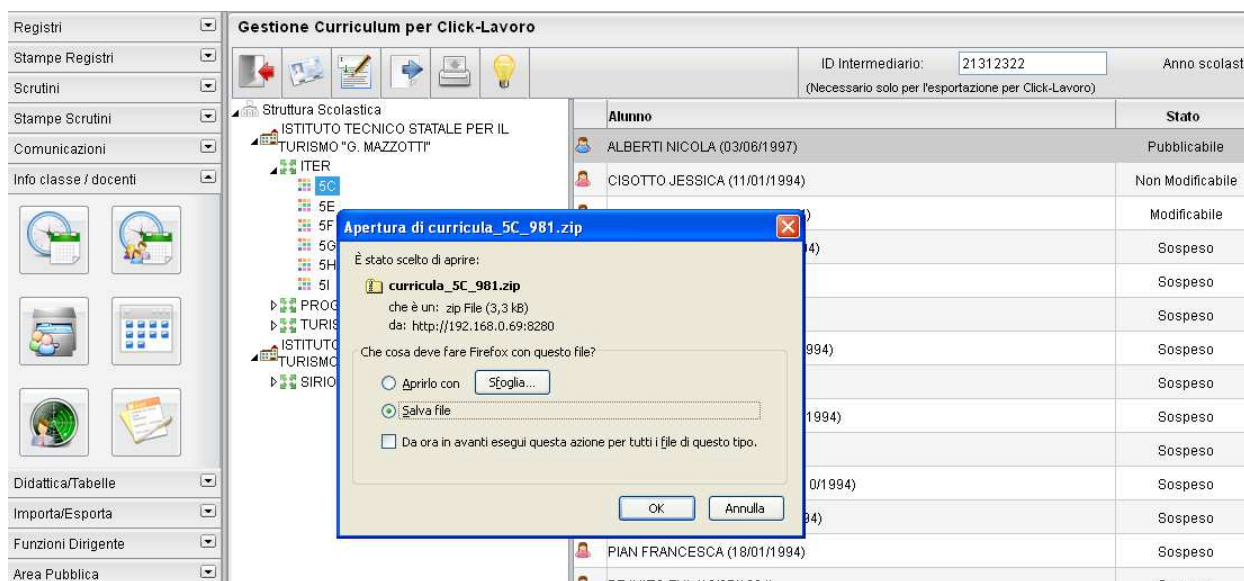 Registri
Stampe Registri
Scrutini
Stampe Scrutini
Comunicazioni
Info classe / docenti
Didattica/Tabelle
Importa/Esporta
Funzioni Dirigente
Area Pubblica
Gestione Curriculum per Click-Lavoro
ID Intermediario: 21312322 Anno scolast
(Necessario solo per l'esportazione per Click-Lavoro)
Struttura Scolastica
ISTITUTO TECNICO STATALE PER IL
TURISMO "G. MAZZOTTI"
ITER
5C
5E
5F
5G
5H
5I
PROG
TURIS
ISTITUTO
TURISMO
SIRIO
Alunno Stato
ALBERTI NICOLA (03/06/1997) Pubblicabile
CISOTTO JESSICA (11/01/1994) Non Modificabile
) Modificabile
94) Sospeso
Sospeso
Sospeso
994) Sospeso
Sospeso
1994) Sospeso
Sospeso
0/1994) Sospeso
94) Sospeso
PIAN FRANCESCA (18/01/1994) Sospeso
Apertura di curricula_5C_981.zip
È stato scelto di aprire:
curricula_5C_981.zip
che è un: zip File (3,3 kB)
da: http://192.168.0.69:8280
Che cosa deve fare Firefox con questo file?
Aprirlo con Sfoglia...
Salva file
Da ora in avanti esegui questa azione per tutti i file di questo tipo.
OK Annulla